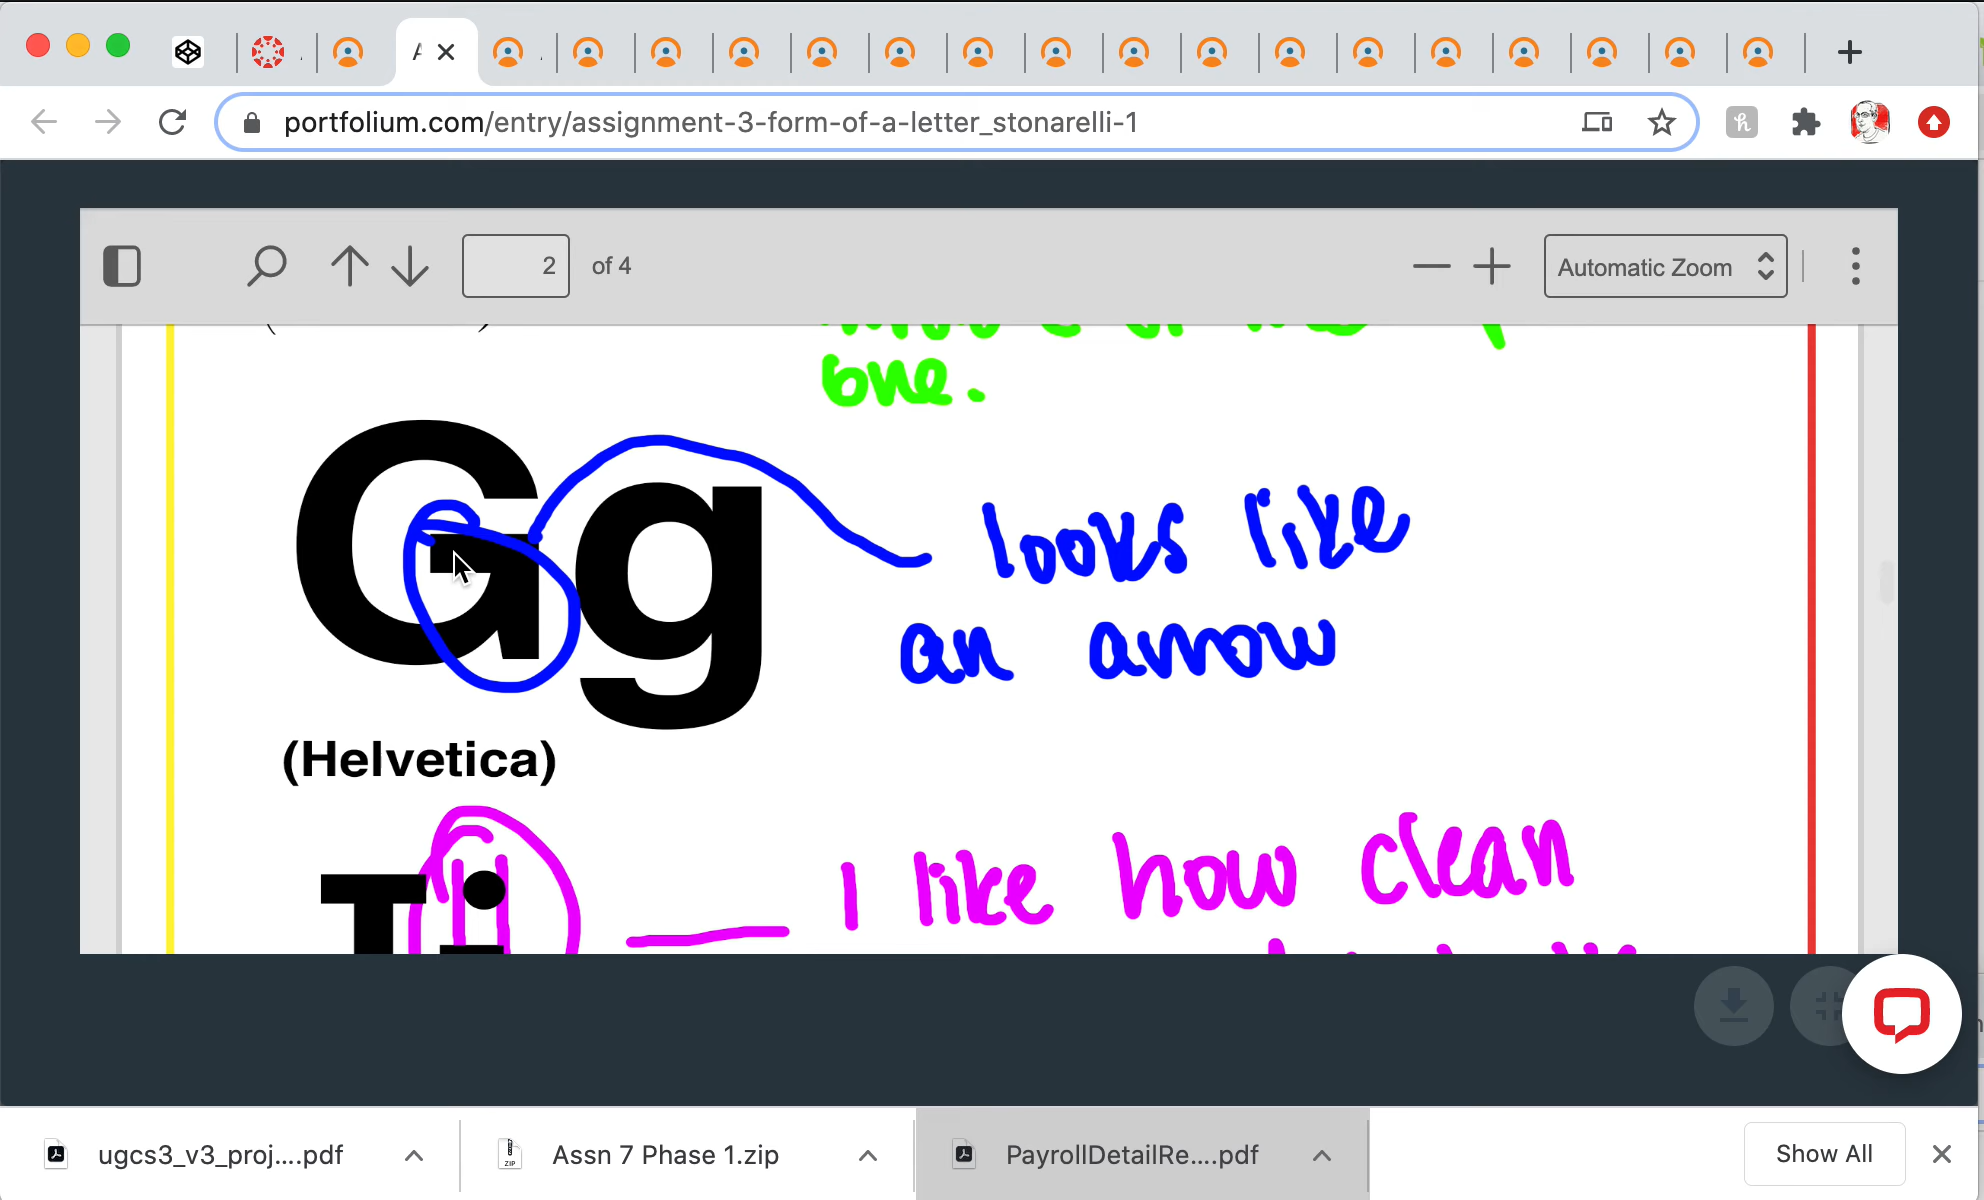 portfolium.com/entry/assignment-3-form-of-a-letter_stonarelli-1
2 of 4
Automatic Zoom
one.
Gg
looks like
an arrow
(Helvetica)
Ti
I like how clean
ugcs3_v3_proj....pdf
Assn 7 Phase 1.zip
PayrollDetailRe....pdf
Show All